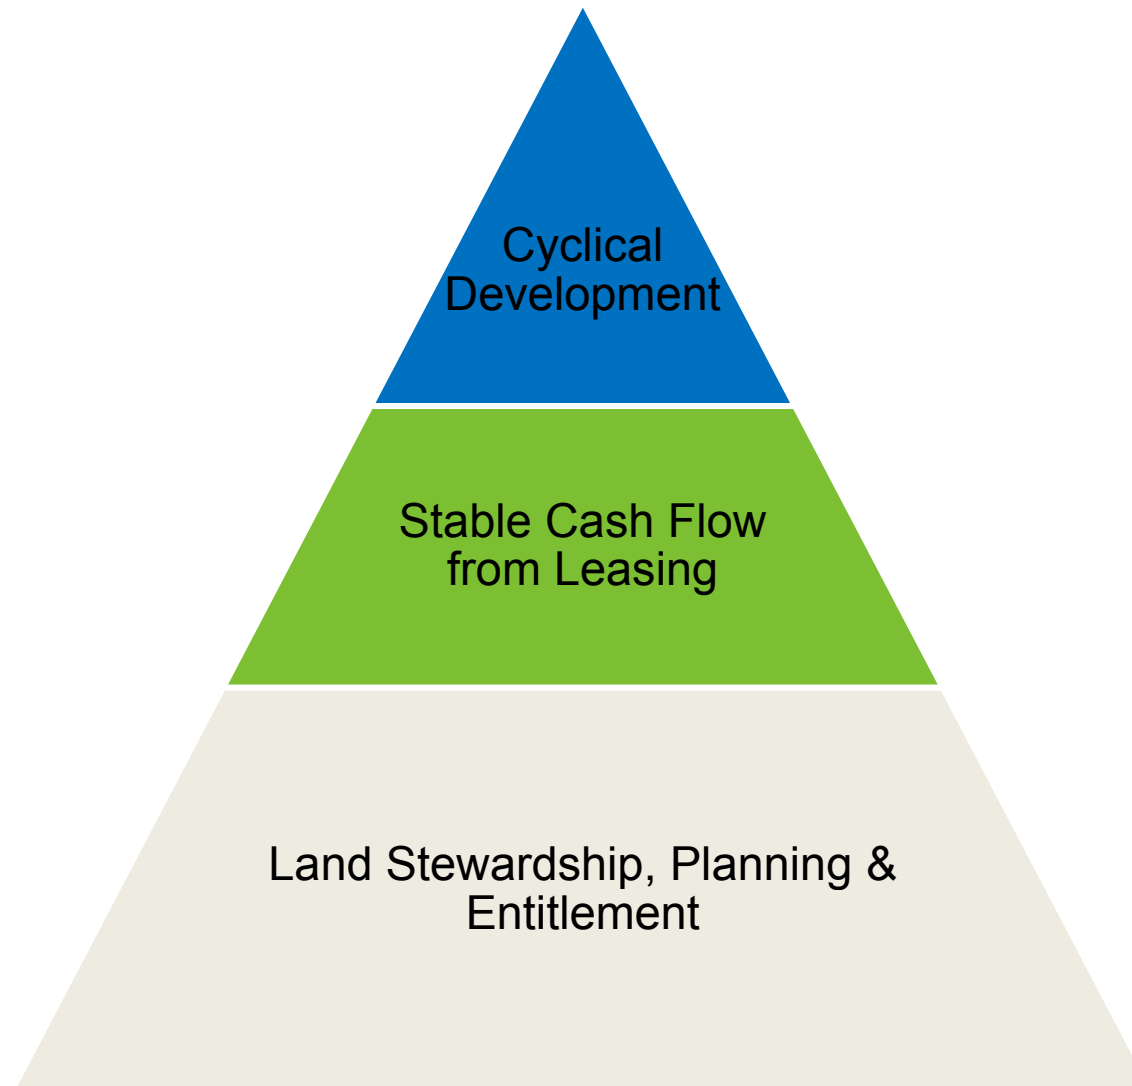 Cyclical
Development
Stable Cash Flow
from Leasing
Land Stewardship, Planning &
Entitlement